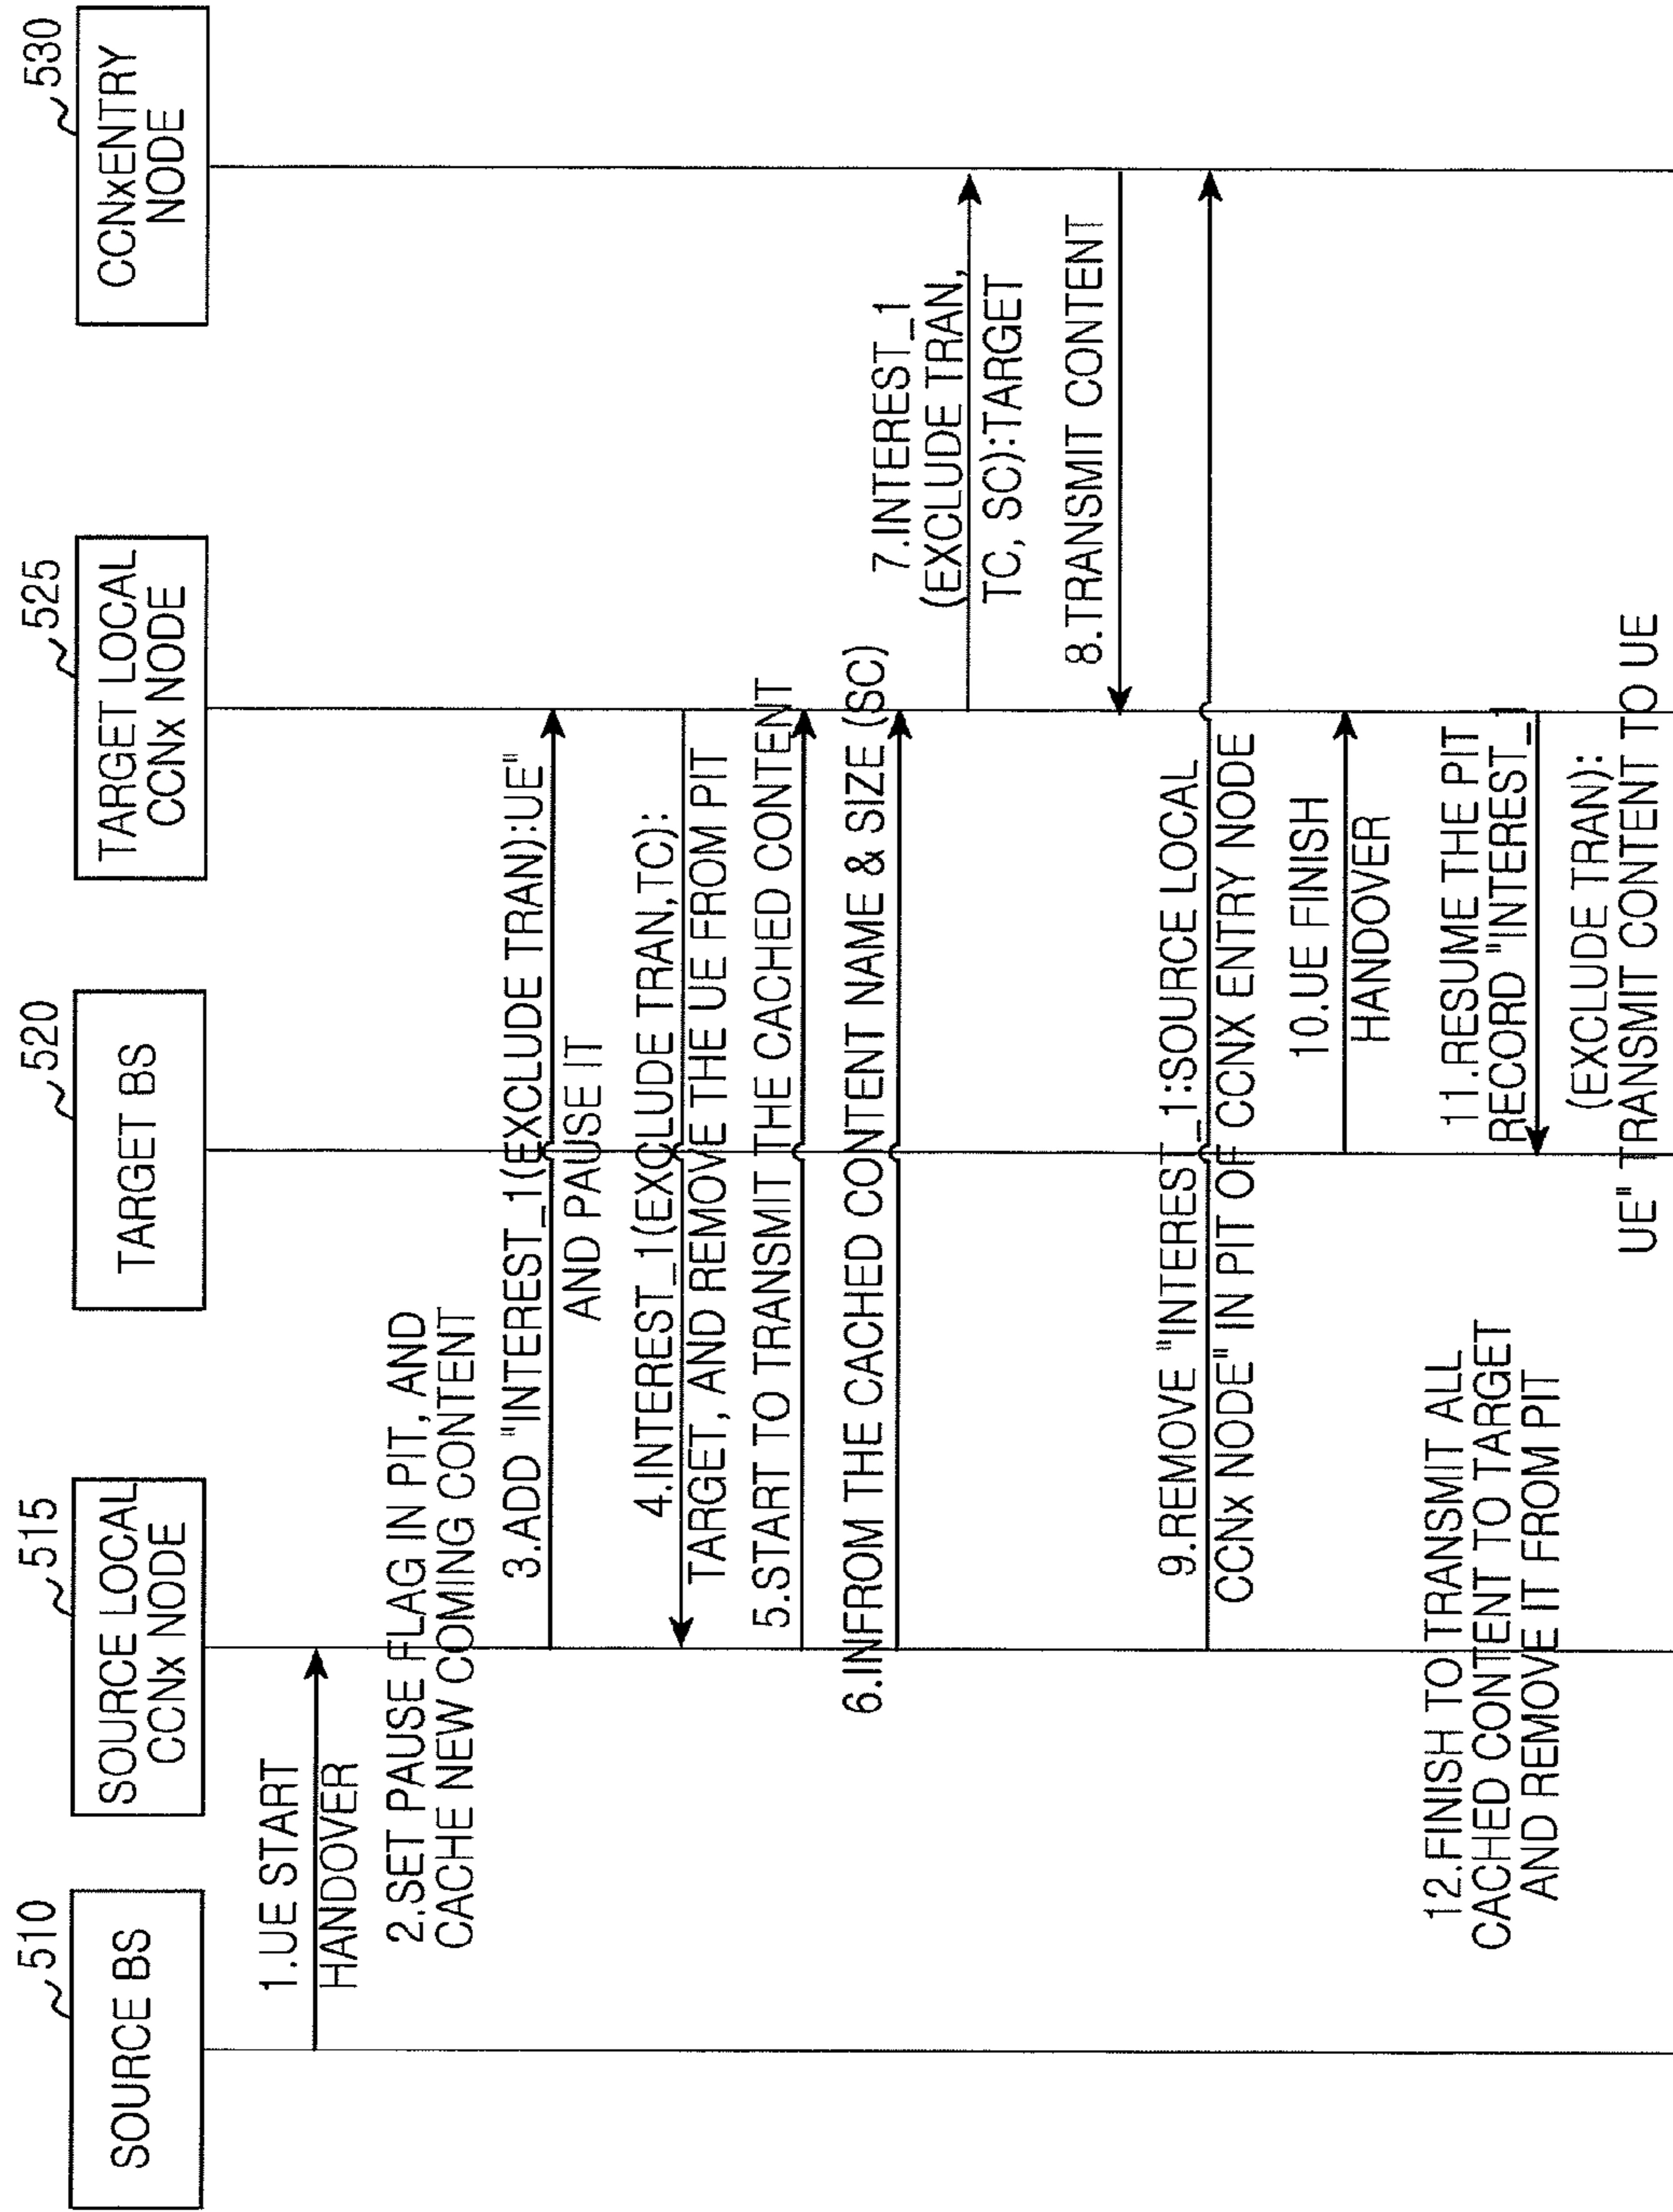 510
SOURCE BS
515
SOURCE LOCAL
CCNx NODE
520
TARGET BS
525
TARGET LOCAL
CCNx NODE
530
CCNxENTRY
NODE
1.UE START
HANDOVER
2.SET PAUSE FLAG IN PIT, AND
CACHE NEW COMING CONTENT
3.ADD "INTEREST_1(EXCLUDE TRAN):UE"
AND PAUSE IT
4.INTEREST_1(EXCLUDE TRAN,TC):
TARGET, AND REMOVE THE UE FROM PIT
5.START TO TRANSMIT THE CACHED CONTENT
6.INFROM THE CACHED CONTENT NAME & SIZE (SC)
7.INTEREST_1
(EXCLUDE TRAN,
TC, SC):TARGET
8.TRANSMIT CONTENT
9.REMOVE "INTEREST_1:SOURCE LOCAL
CCNx NODE" IN PIT OF CCNX ENTRY NODE
10.UE FINISH
HANDOVER
11.RESUME THE PIT
RECORD "INTEREST_1
(EXCLUDE TRAN):
UE" TRANSMIT CONTENT TO UE
12.FINISH TO TRANSMIT ALL
CACHED CONTENT TO TARGET
AND REMOVE IT FROM PIT